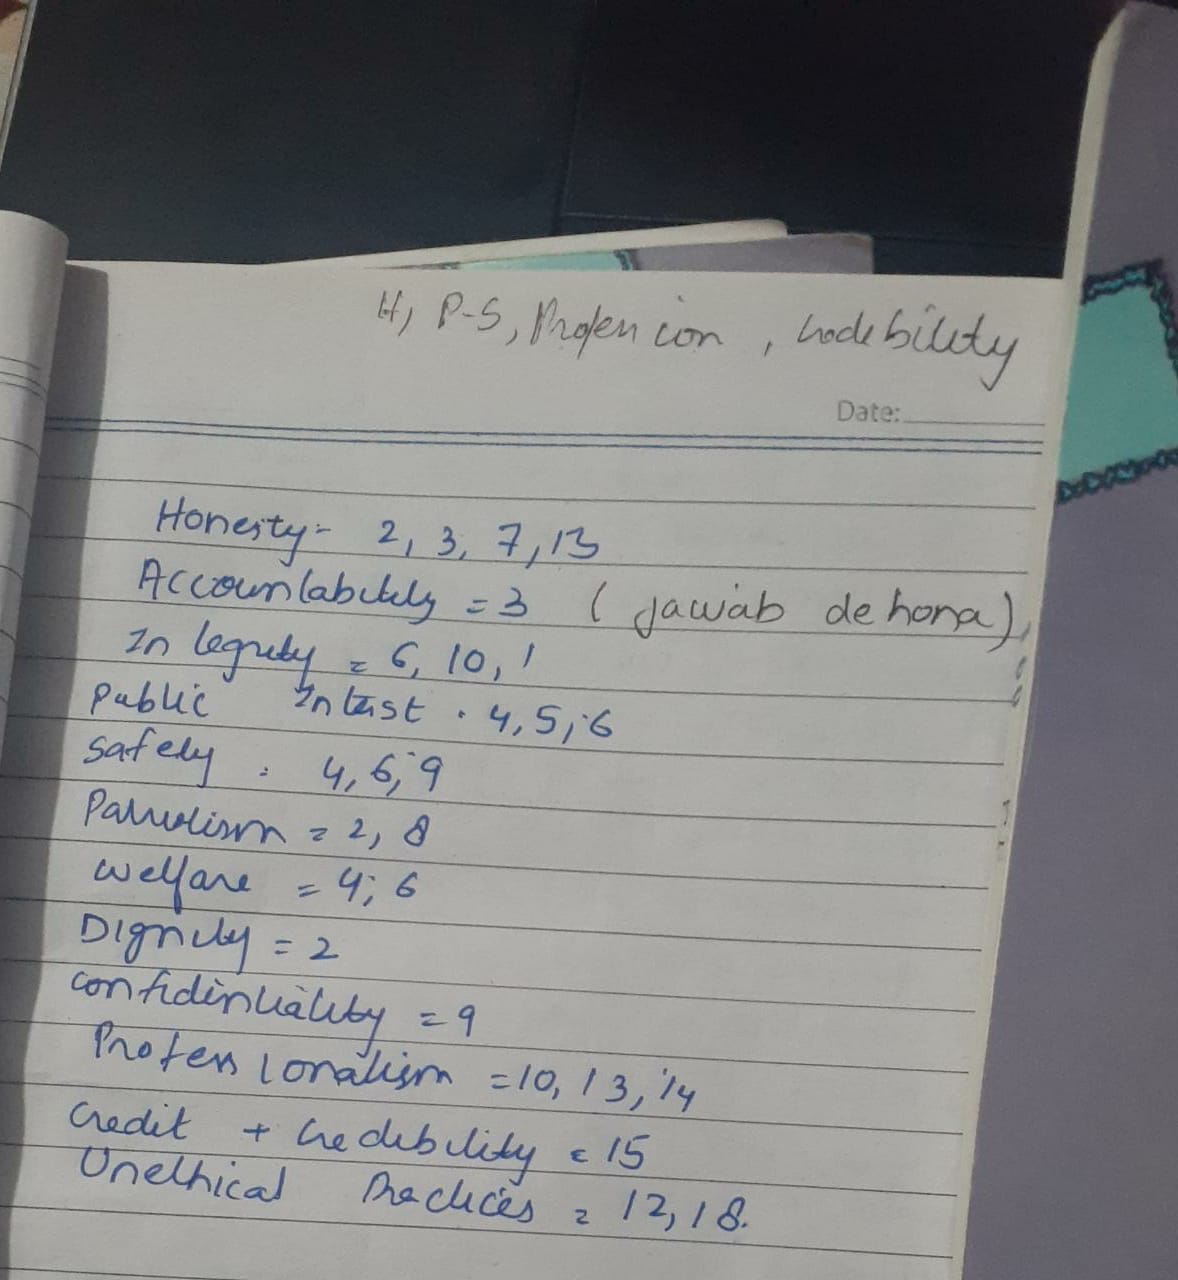 H, P-S, Profession, credebility
Date:
Honesty- 2, 3, 7, 13
Accountability = 3 ( jawab de hona)
Integrity = 6, 10, 1
Public Interest . 4, 5, 6
Safety : 4, 6, 9
Patriotism = 2, 8
Welfare = 4, 6
Dignity = 2
Confidentiality = 9
Professionalism = 10, 13, 14
Credit + Credebility = 15
Unethical Practices = 12, 18.